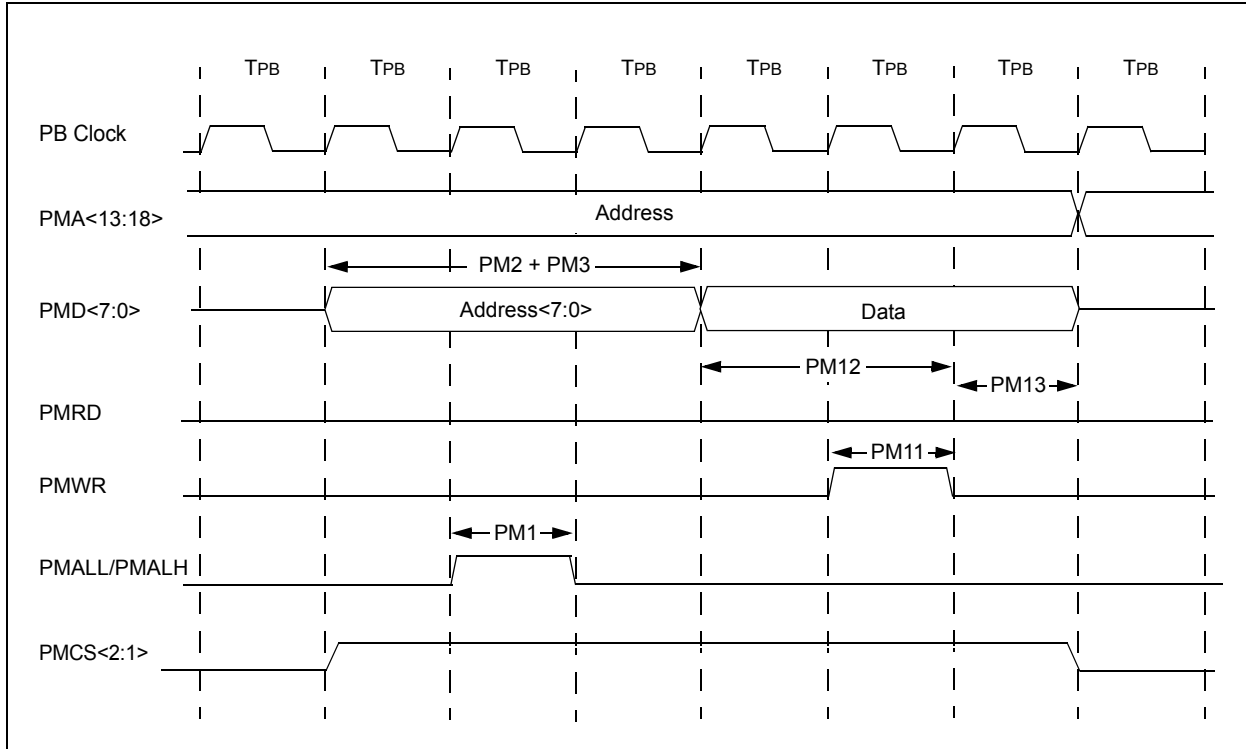 TPB TPB TPB TPB TPB TPB TPB TPB
PB Clock
PMA<13:18>
Address
PM2 + PM3
PMD<7:0>
Address<7:0>
Data
PM12
PM13
PMRD
PM11
PMWR
PM1
PMALL/PMALH
PMCS<2:1>